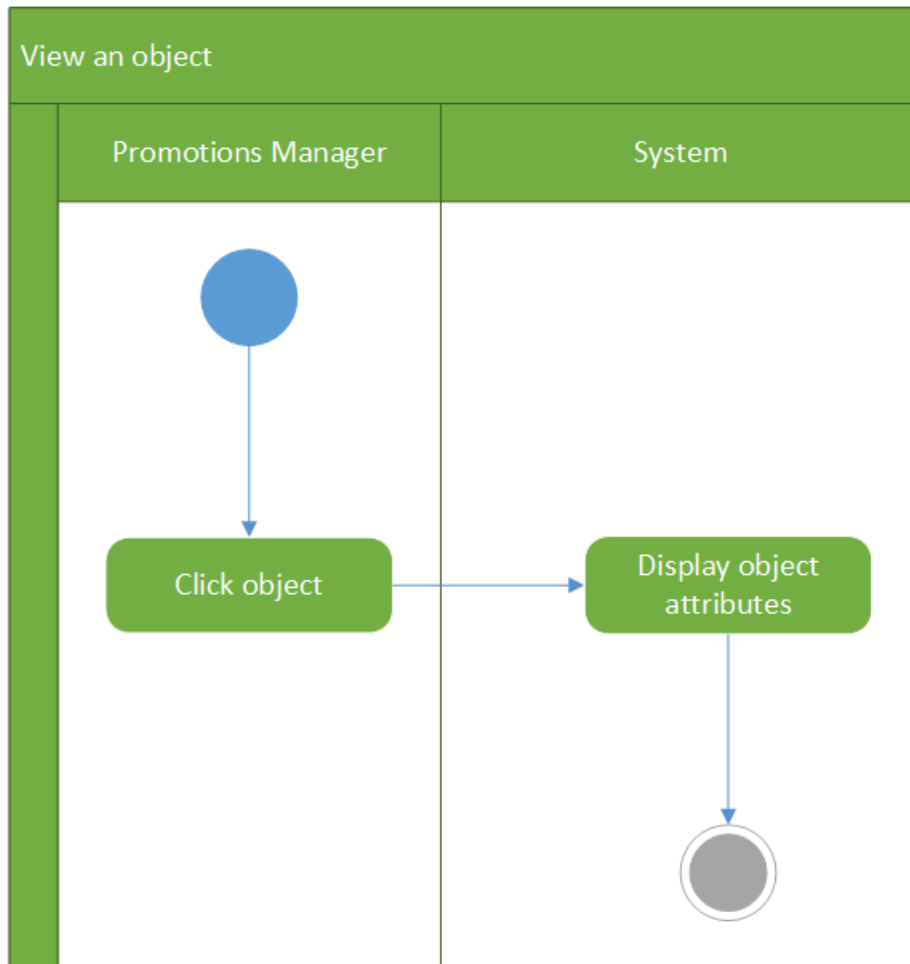 View an object
Promotions Manager
System
Click object
Display object
attributes